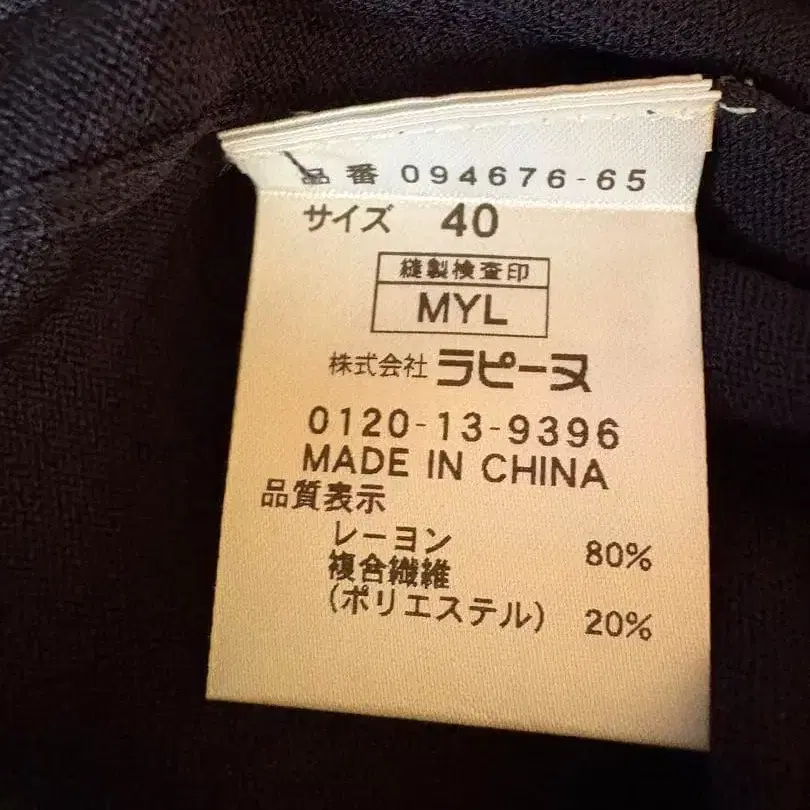 品番 094676-65
サイズ 40
縫製検査印
MYL
株式会社 ラピーヌ
0120-13-9396
MADE IN CHINA
品質表示
レーヨン 80%
複合繊維
(ポリエステル) 20%